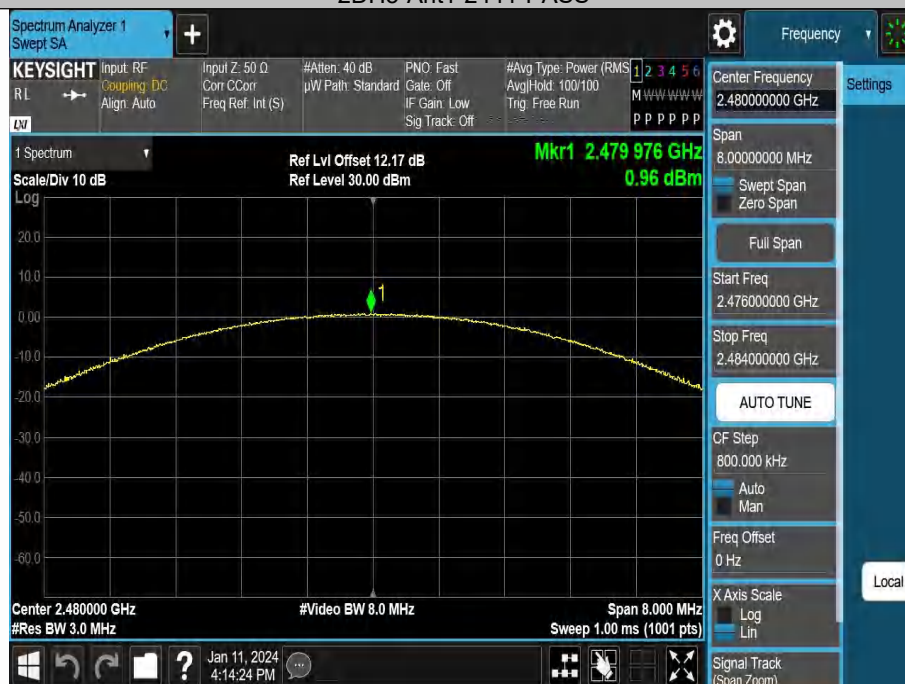 Spectrum Analyzer 1
Swept SA
Frequency
KEYSIGHT
RL
LXI
Input: RF
Coupling: DC
Align: Auto
Input Z: 50 Ω
Corr CCorr
Freq Ref: Int (S)
#Atten: 40 dB
µW Path: Standard
PNO: Fast
Gate: Off
IF Gain: Low
Sig Track: Off
#Avg Type: Power (RMS
Avg|Hold: 100/100
Trig: Free Run
1 2 3 4 5 6
M W W W W W
P P P P P P
Center Frequency
2.480000000 GHz
Settings
Span
8.00000000 MHz
Swept Span
Zero Span
Full Span
Start Freq
2.476000000 GHz
Stop Freq
2.484000000 GHz
AUTO TUNE
CF Step
800.000 kHz
Auto
Man
Freq Offset
0 Hz
X Axis Scale
Log
Lin
Signal Track
(Span Zoom)
Local
1 Spectrum
Scale/Div 10 dB
Ref Lvl Offset 12.17 dB
Ref Level 30.00 dBm
Mkr1 2.479 976 GHz
0.96 dBm
Log
20.0
10.0
1
0.00
-10.0
-20.0
-30.0
-40.0
-50.0
-60.0
Center 2.480000 GHz
#Video BW 8.0 MHz
Span 8.000 MHz
#Res BW 3.0 MHz
Sweep 1.00 ms (1001 pts)
?
Jan 11, 2024
4:14:24 PM